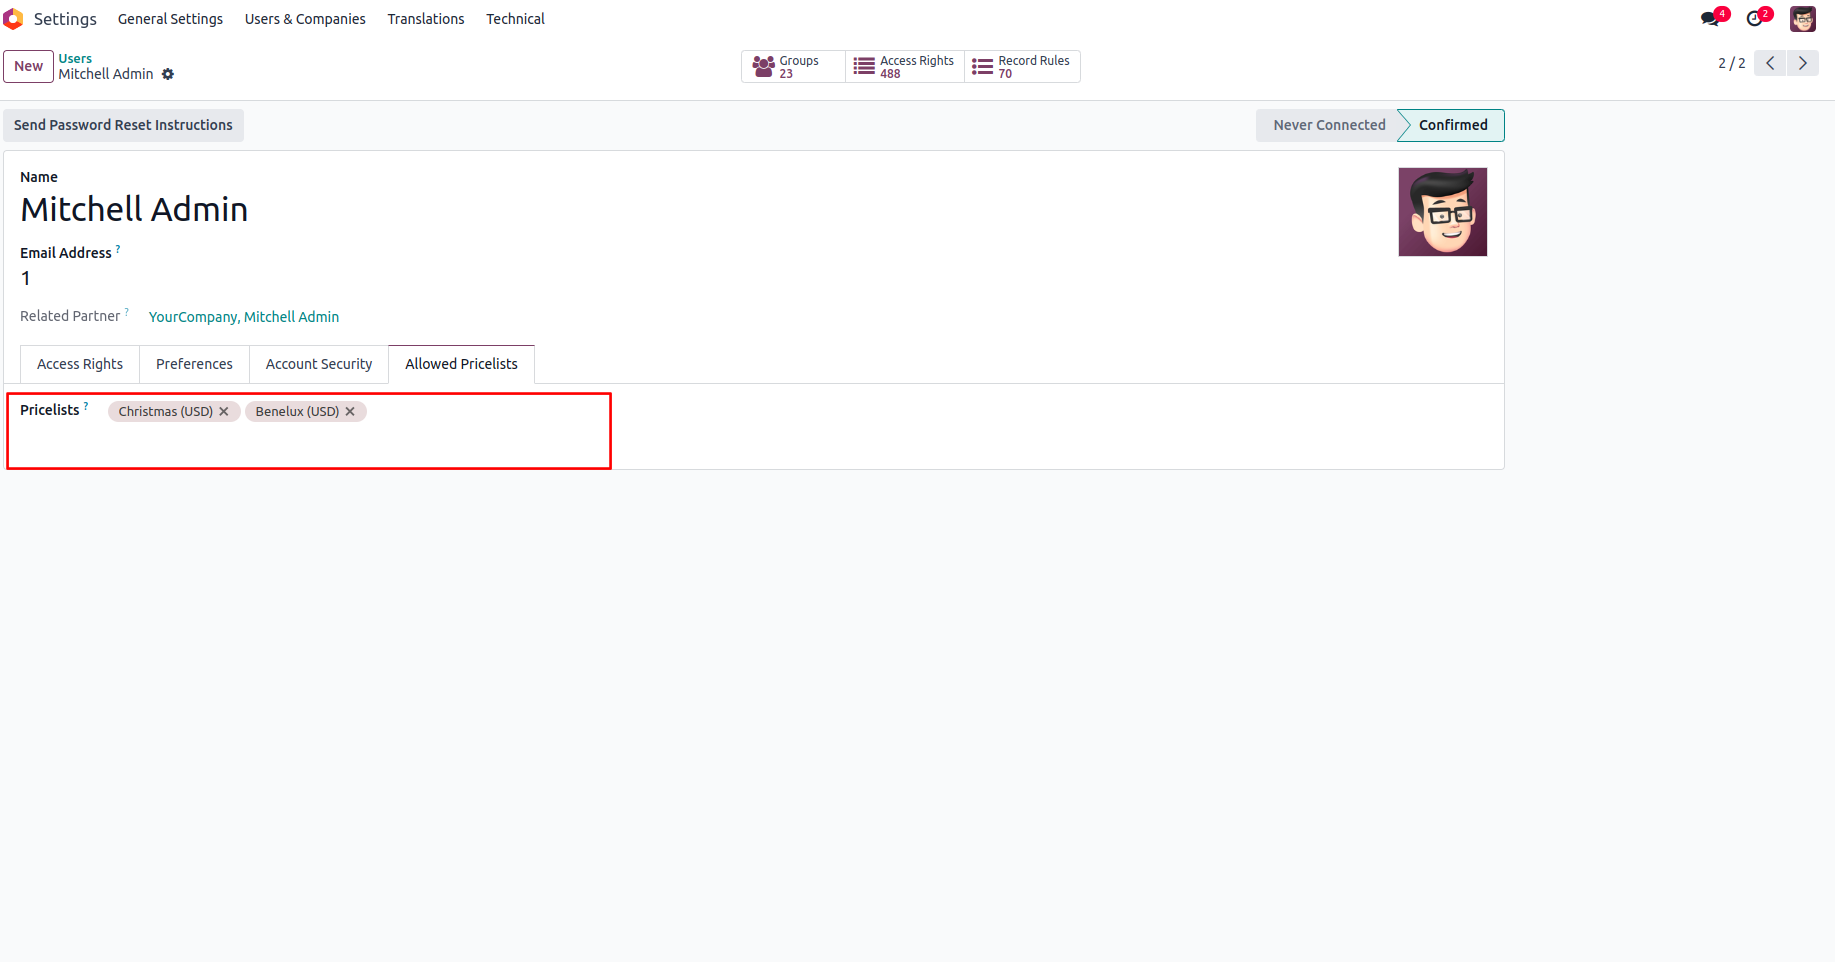 Settings General Settings Users & Companies Translations Technical 4 2
New Users Groups Access Rights Record Rules 2 / 2
Mitchell Admin 23 488 70
Send Password Reset Instructions Never Connected Confirmed
Name
Mitchell Admin
Email Address ?
1
Related Partner ? YourCompany, Mitchell Admin
Access Rights Preferences Account Security Allowed Pricelists
Pricelists ? Christmas (USD) Benelux (USD)